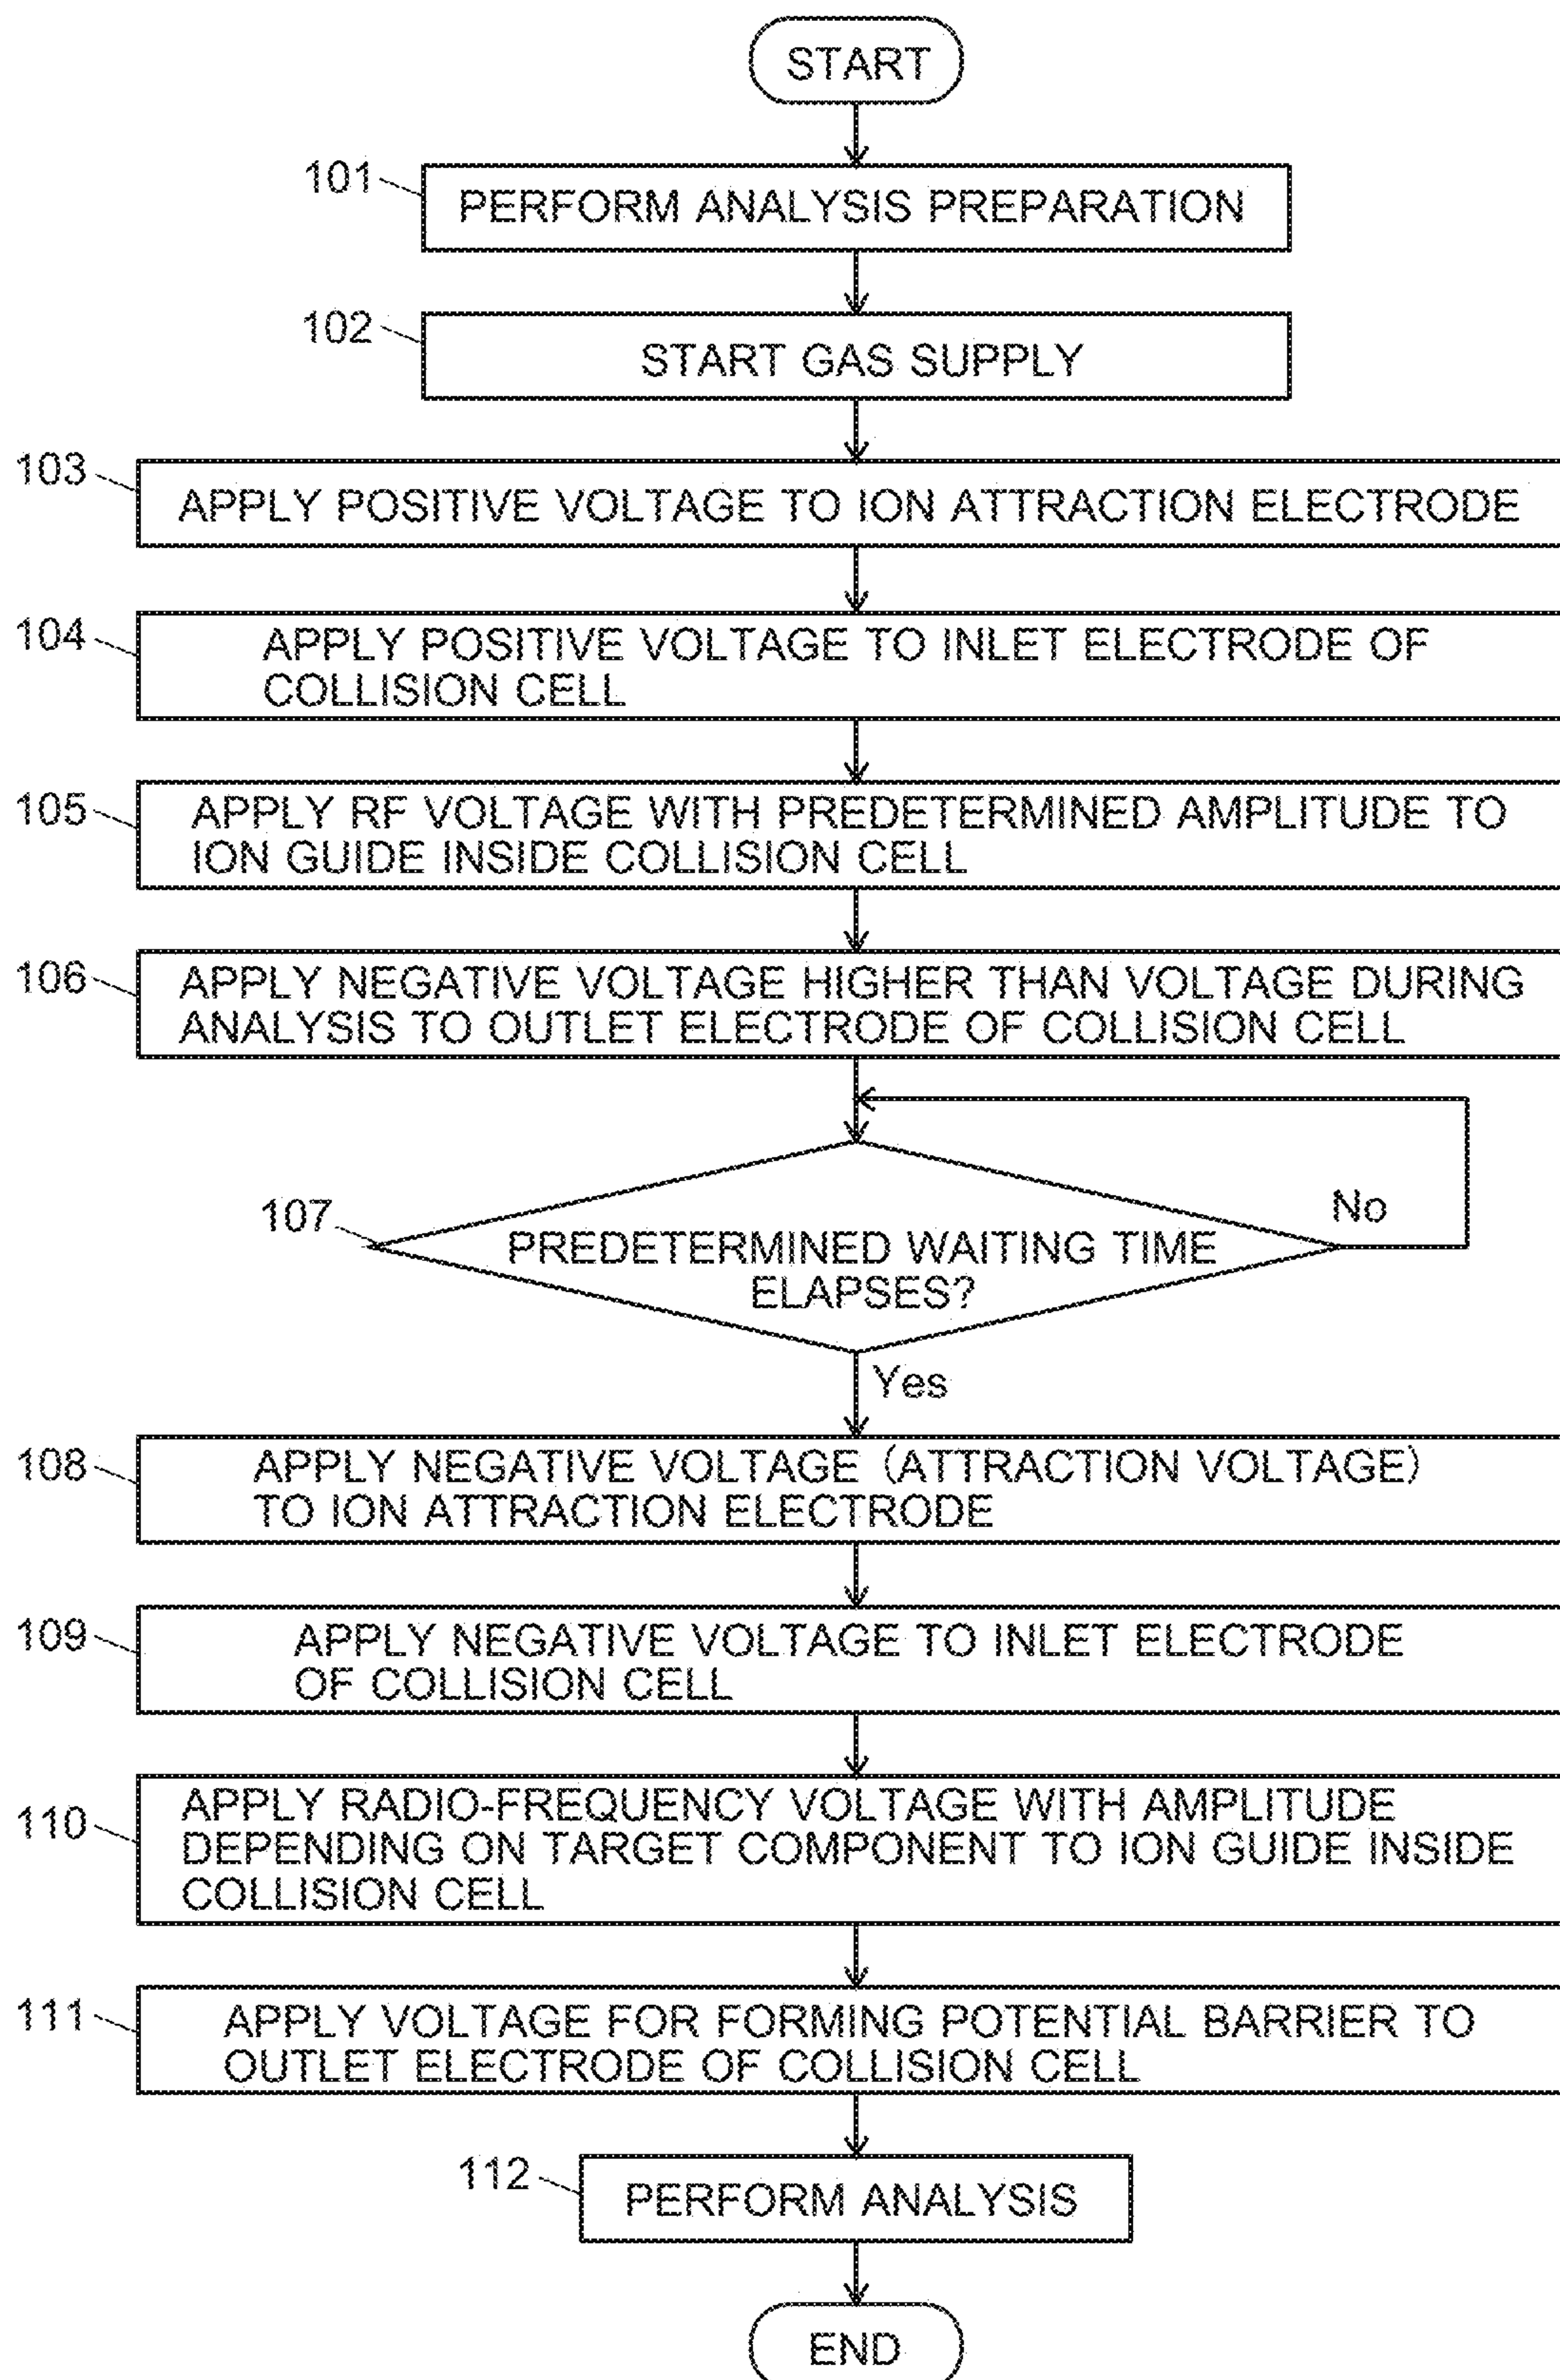 START
101
PERFORM ANALYSIS PREPARATION
102
START GAS SUPPLY
103
APPLY POSITIVE VOLTAGE TO ION ATTRACTION ELECTRODE
104
APPLY POSITIVE VOLTAGE TO INLET ELECTRODE OF
COLLISION CELL
105
APPLY RF VOLTAGE WITH PREDETERMINED AMPLITUDE TO
ION GUIDE INSIDE COLLISION CELL
106
APPLY NEGATIVE VOLTAGE HIGHER THAN VOLTAGE DURING
ANALYSIS TO OUTLET ELECTRODE OF COLLISION CELL
107
No
PREDETERMINED WAITING TIME
ELAPSES?
Yes
108
APPLY NEGATIVE VOLTAGE (ATTRACTION VOLTAGE)
TO ION ATTRACTION ELECTRODE
109
APPLY NEGATIVE VOLTAGE TO INLET ELECTRODE
OF COLLISION CELL
110
APPLY RADIO-FREQUENCY VOLTAGE WITH AMPLITUDE
DEPENDING ON TARGET COMPONENT TO ION GUIDE INSIDE
COLLISION CELL
111
APPLY VOLTAGE FOR FORMING POTENTIAL BARRIER TO
OUTLET ELECTRODE OF COLLISION CELL
112
PERFORM ANALYSIS
END